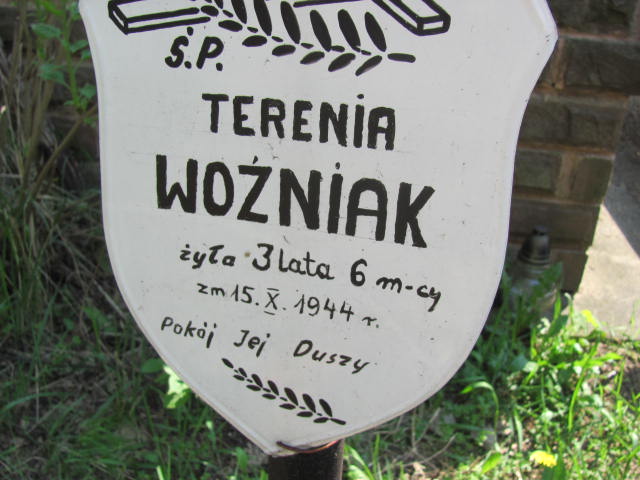 Ś.P.
TERENIA
WOŹNIAK
żyła 3 lata 6 m-cy
zm 15.X.1944 r.
Pokój Jej Duszy